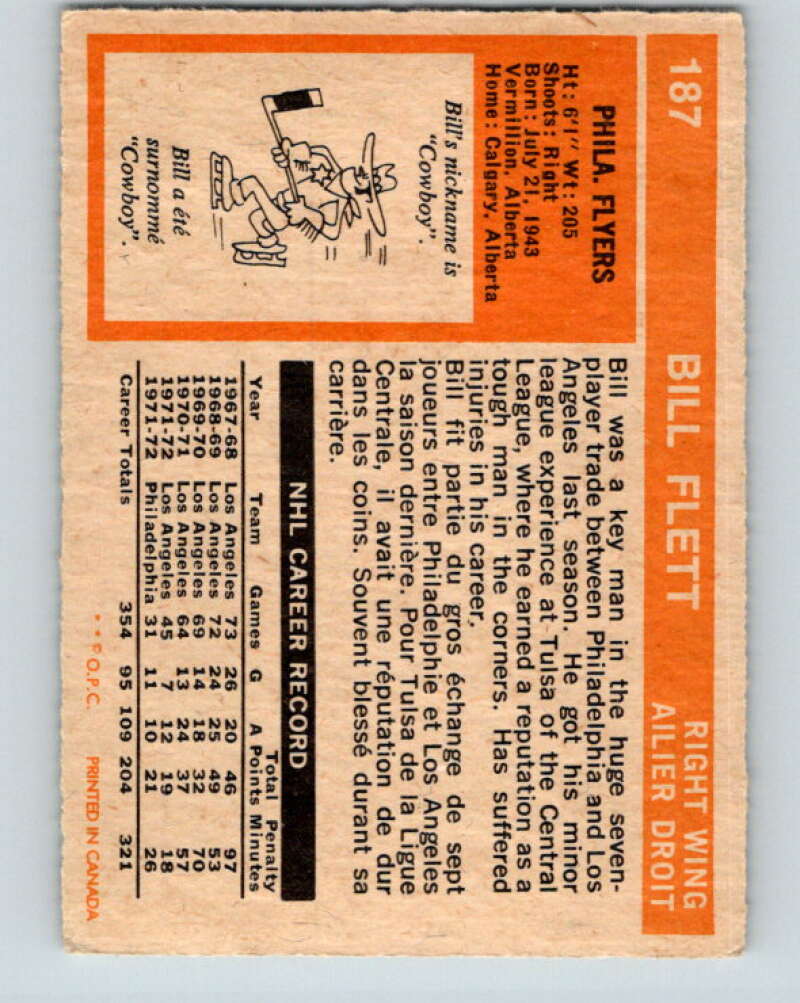 187
BILL FLETT
RIGHT WING
AILIER DROIT
PHILA. FLYERS
Ht: 6'1" Wt: 205
Shoots: Right
Born: July 21, 1943
Vermillion, Alberta
Home: Calgary, Alberta
Bill's nickname is
"Cowboy".
Bill a été
surnommé
"Cowboy".
Bill was a key man in the huge seven-
player trade between Philadelphia and Los
Angeles last season. He got his minor
league experience at Tulsa of the Central
League, where he earned a reputation as a
tough man in the corners. Has suffered
injuries in his career,
Bill fit partie du gros échange de sept
joueurs entre Philadelphie et Los Angeles
la saison dernière. Pour Tulsa de la Ligue
Centrale, il avait une réputation de dur
dans les coins. Souvent blessé durant sa
carrière.
NHL CAREER RECORD
Total Penalty
Year Team Games G A Points Minutes
1967-68 Los Angeles 73 26 20 46 97
1968-69 Los Angeles 72 24 25 49 53
1969-70 Los Angeles 69 14 18 32 70
1970-71 Los Angeles 64 13 24 37 57
1971-72 Los Angeles 45 7 12 19 18
1971-72 Philadelphia 31 11 10 21 26
Career Totals 354 95 109 204 321
* * © O.P.C. PRINTED IN CANADA